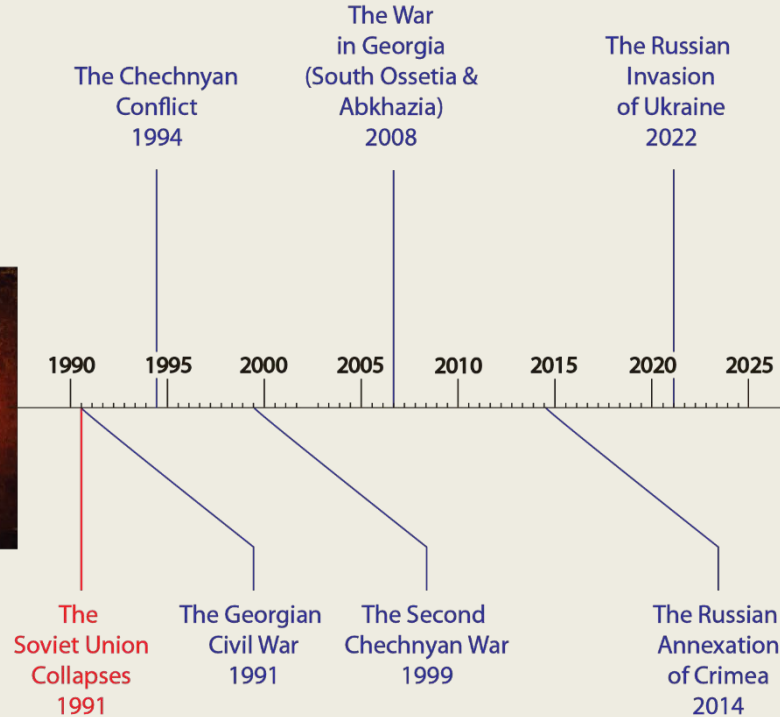 The War
in Georgia
(South Ossetia &
Abkhazia)
2008
The Chechnyan
Conflict
1994
The Russian
Invasion
of Ukraine
2022
1990 1995 2000 2005 2010 2015 2020 2025
The
Soviet Union
Collapses
1991
The Georgian
Civil War
1991
The Second
Chechnyan War
1999
The Russian
Annexation
of Crimea
2014